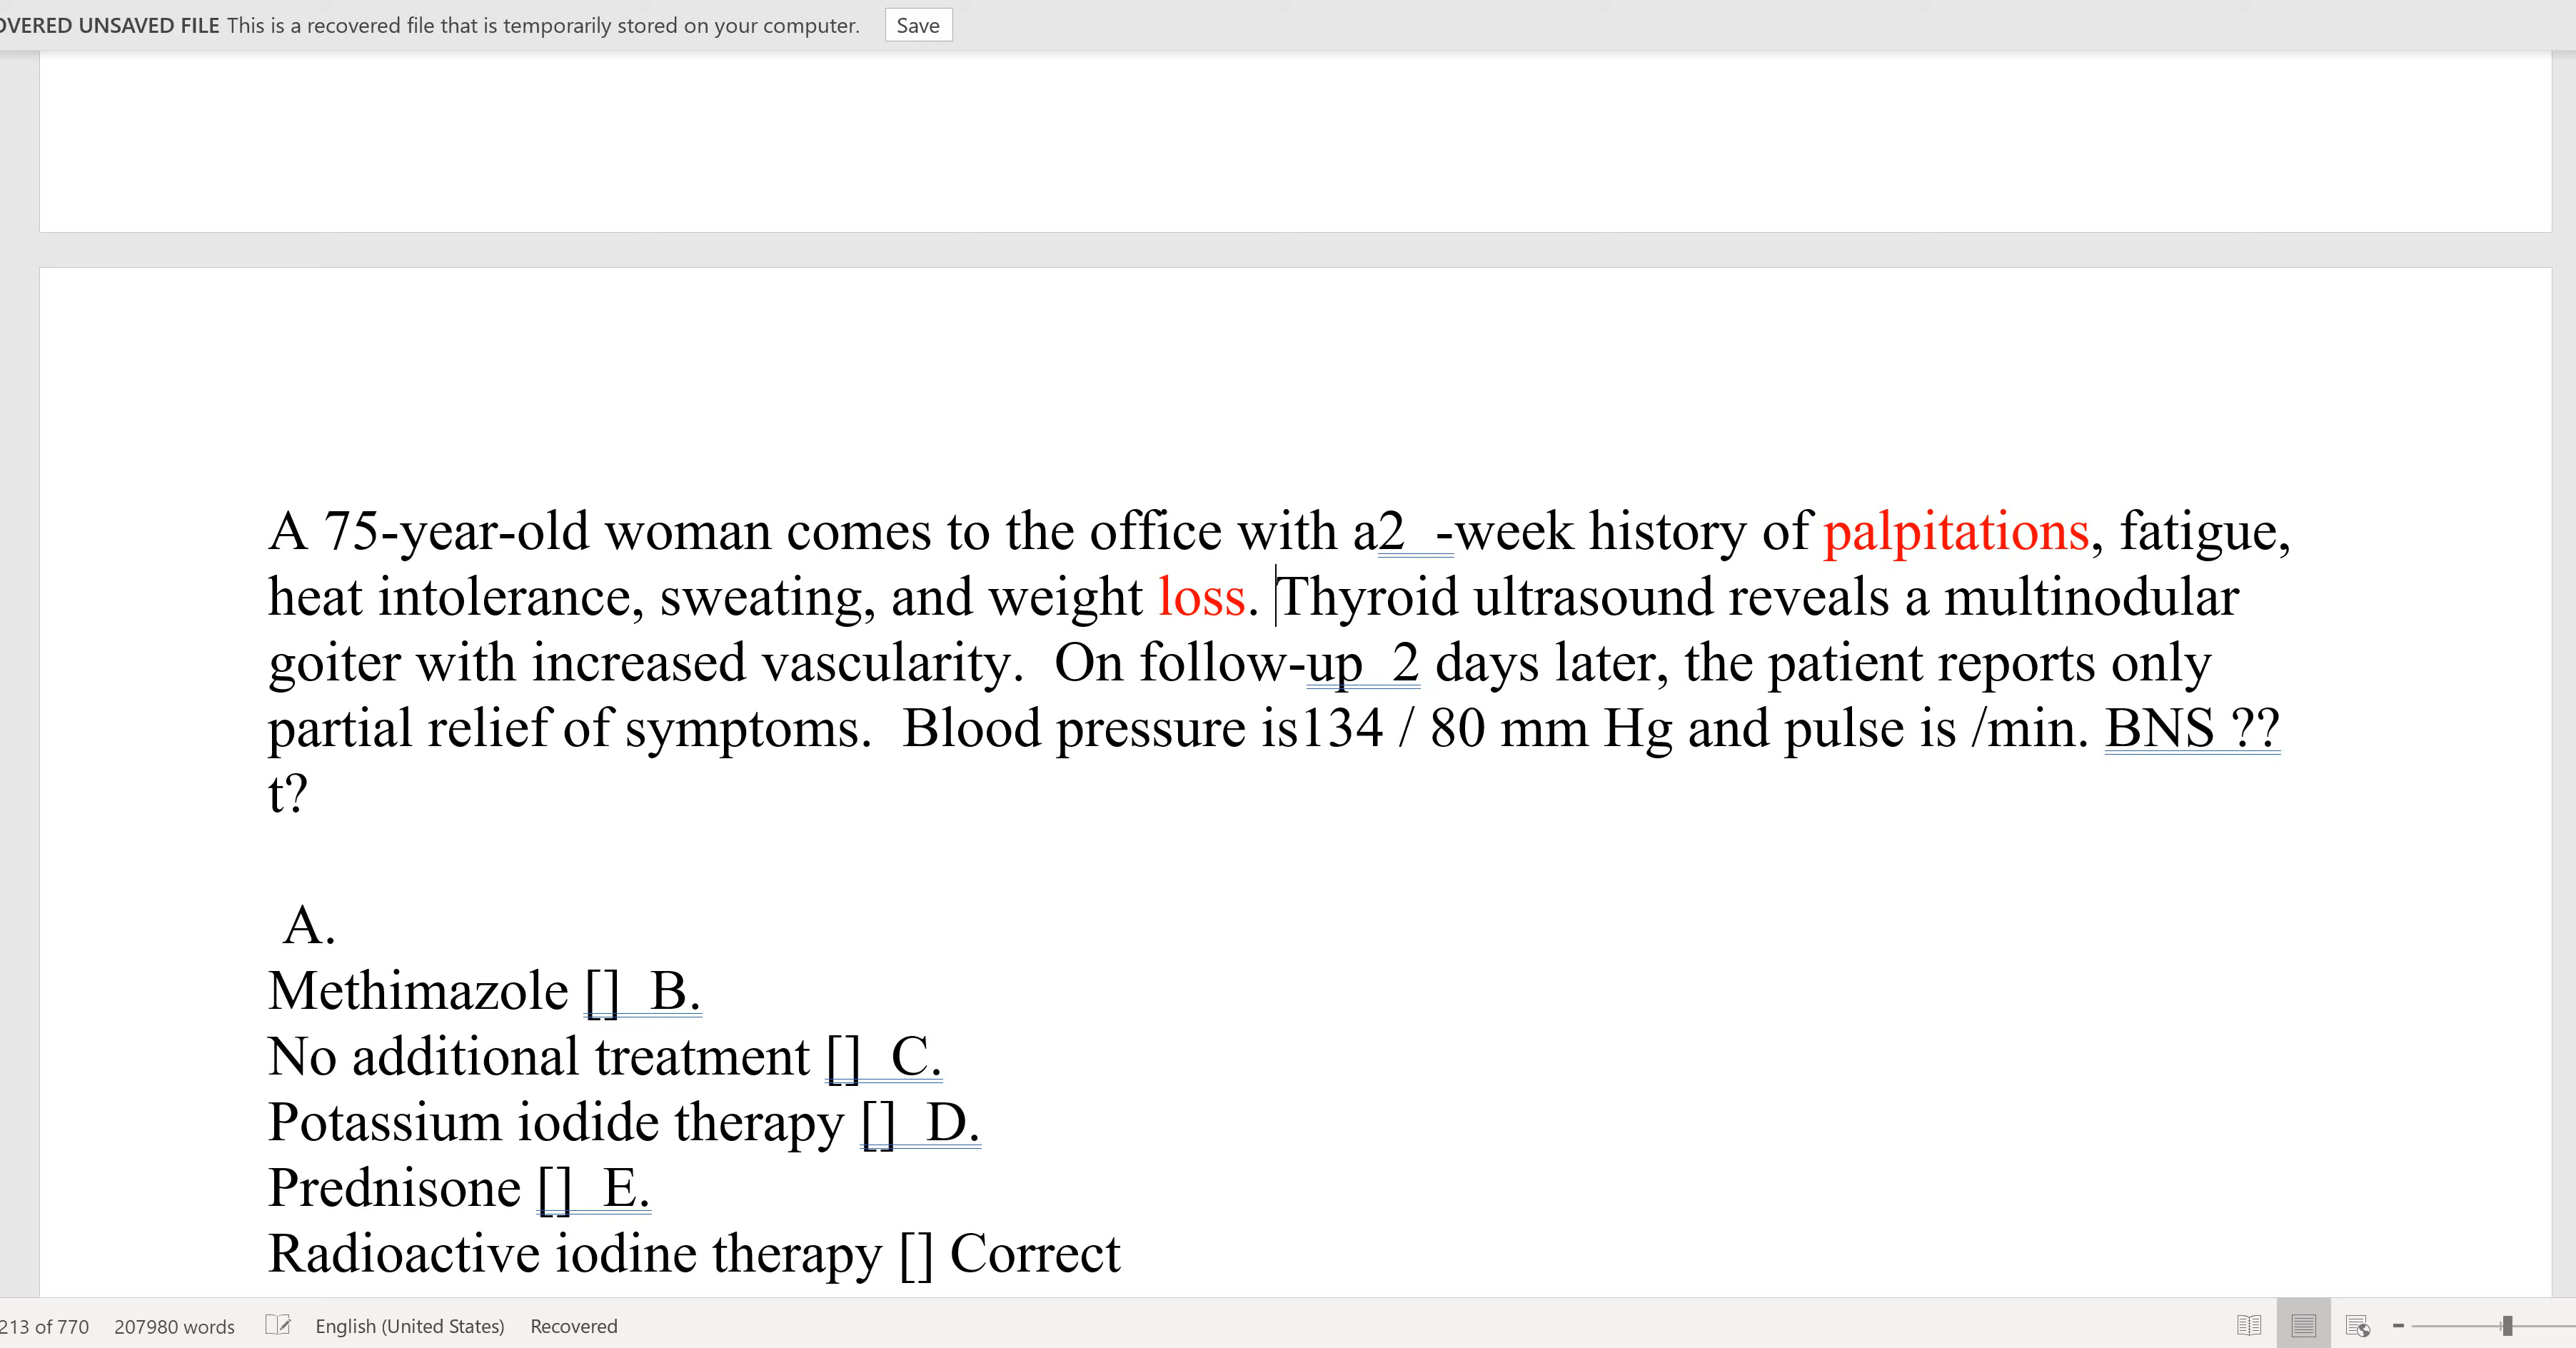 OVERED UNSAVED FILE This is a recovered file that is temporarily stored on your computer. Save
A 75-year-old woman comes to the office with a2  -week history of palpitations, fatigue,
heat intolerance, sweating, and weight loss. Thyroid ultrasound reveals a multinodular
goiter with increased vascularity.  On follow-up  2 days later, the patient reports only
partial relief of symptoms.  Blood pressure is134 / 80 mm Hg and pulse is /min. BNS ??
t?
A.
Methimazole []  B.
No additional treatment []  C.
Potassium iodide therapy []  D.
Prednisone []  E.
Radioactive iodine therapy [] Correct
213 of 770 207980 words English (United States) Recovered